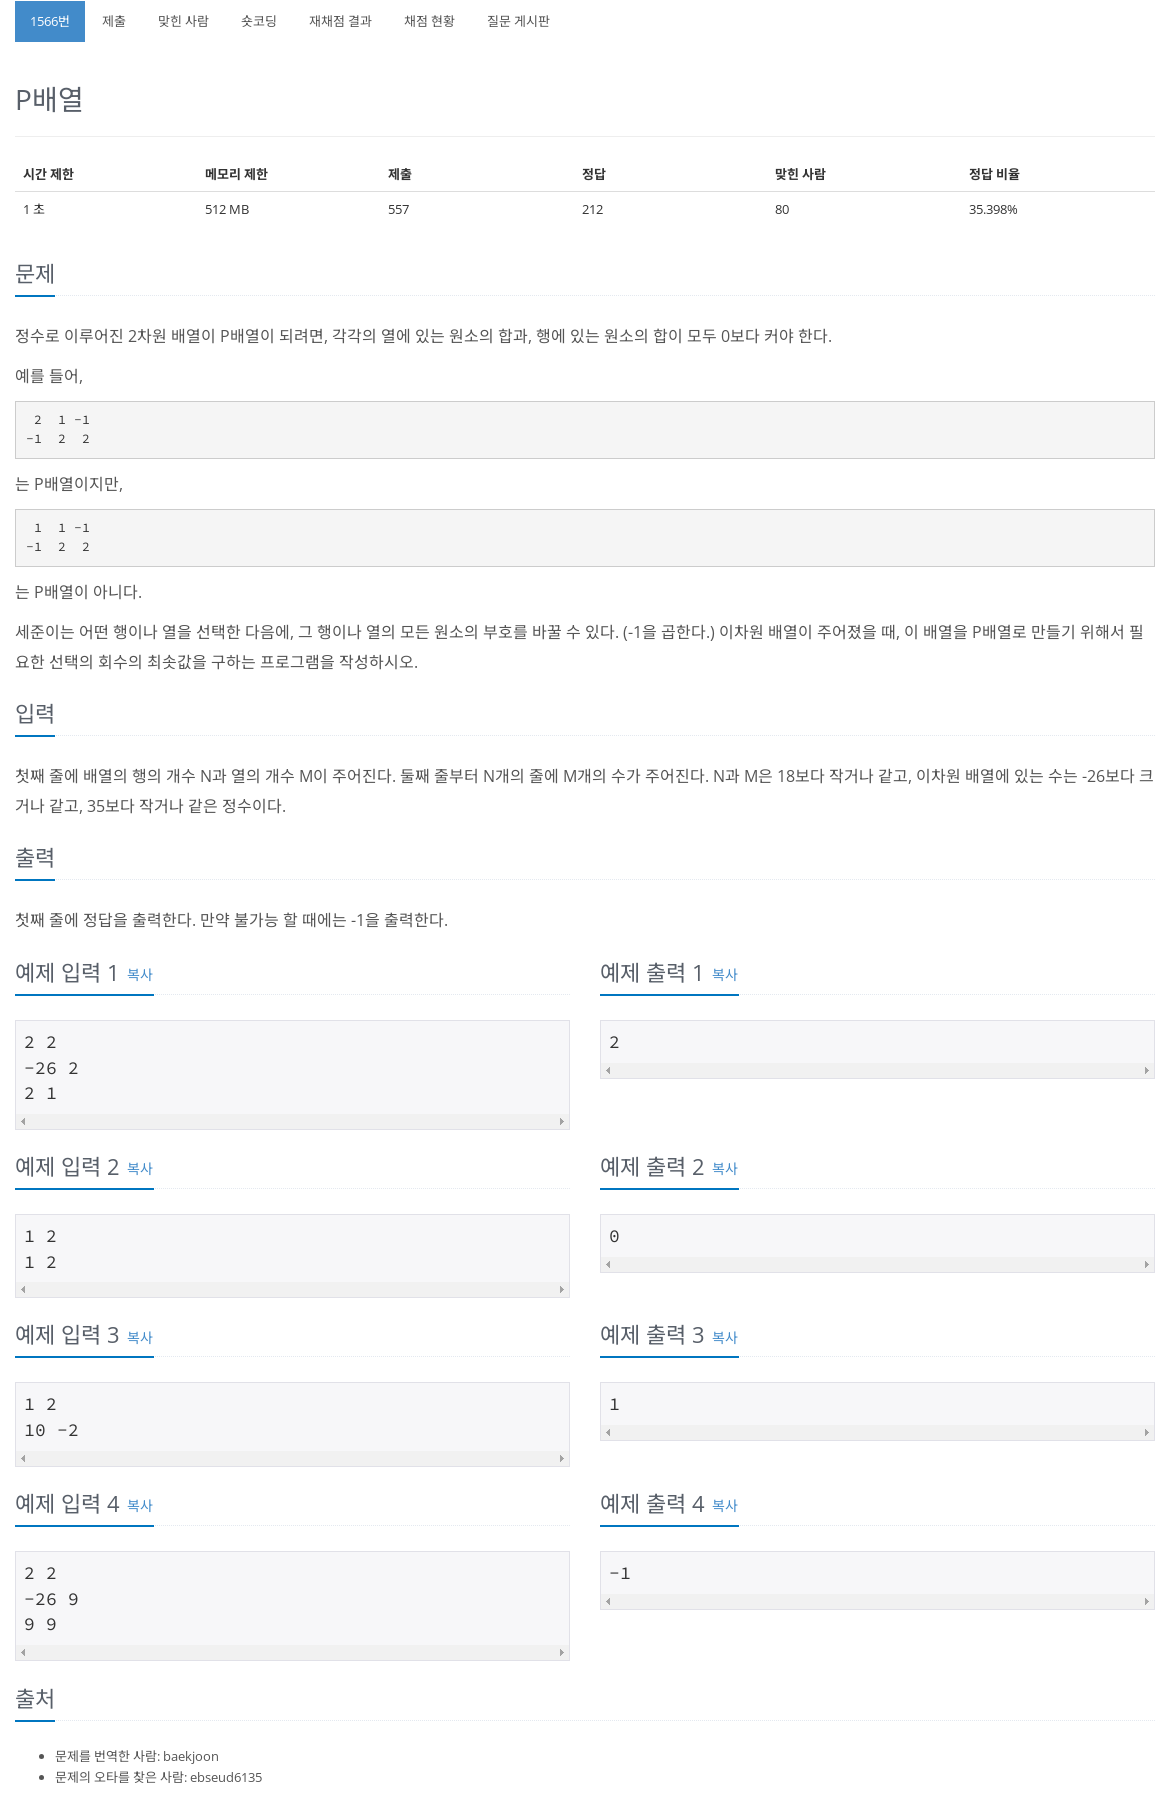 1566번 제출 맞힌 사람 숏코딩 재채점 결과 채점 현황 질문 게시판
P배열
시간 제한 메모리 제한 제출 정답 맞힌 사람 정답 비율
1 초 512 MB 557 212 80 35.398%
문제
정수로 이루어진 2차원 배열이 P배열이 되려면, 각각의 열에 있는 원소의 합과, 행에 있는 원소의 합이 모두 0보다 커야 한다.
예를 들어,
2 1 -1
-1 2 2
는 P배열이지만,
1 1 -1
-1 2 2
는 P배열이 아니다.
세준이는 어떤 행이나 열을 선택한 다음에, 그 행이나 열의 모든 원소의 부호를 바꿀 수 있다. (-1을 곱한다.) 이차원 배열이 주어졌을 때, 이 배열을 P배열로 만들기 위해서 필
요한 선택의 회수의 최솟값을 구하는 프로그램을 작성하시오.
입력
첫째 줄에 배열의 행의 개수 N과 열의 개수 M이 주어진다. 둘째 줄부터 N개의 줄에 M개의 수가 주어진다. N과 M은 18보다 작거나 같고, 이차원 배열에 있는 수는 -26보다 크
거나 같고, 35보다 작거나 같은 정수이다.
출력
첫째 줄에 정답을 출력한다. 만약 불가능 할 때에는 -1을 출력한다.
예제 입력 1 복사
2 2
-26 2
2 1
예제 출력 1 복사
2
예제 입력 2 복사
1 2
1 2
예제 출력 2 복사
0
예제 입력 3 복사
1 2
10 -2
예제 출력 3 복사
1
예제 입력 4 복사
2 2
-26 9
9 9
예제 출력 4 복사
-1
출처
문제를 번역한 사람: baekjoon
문제의 오타를 찾은 사람: ebseud6135